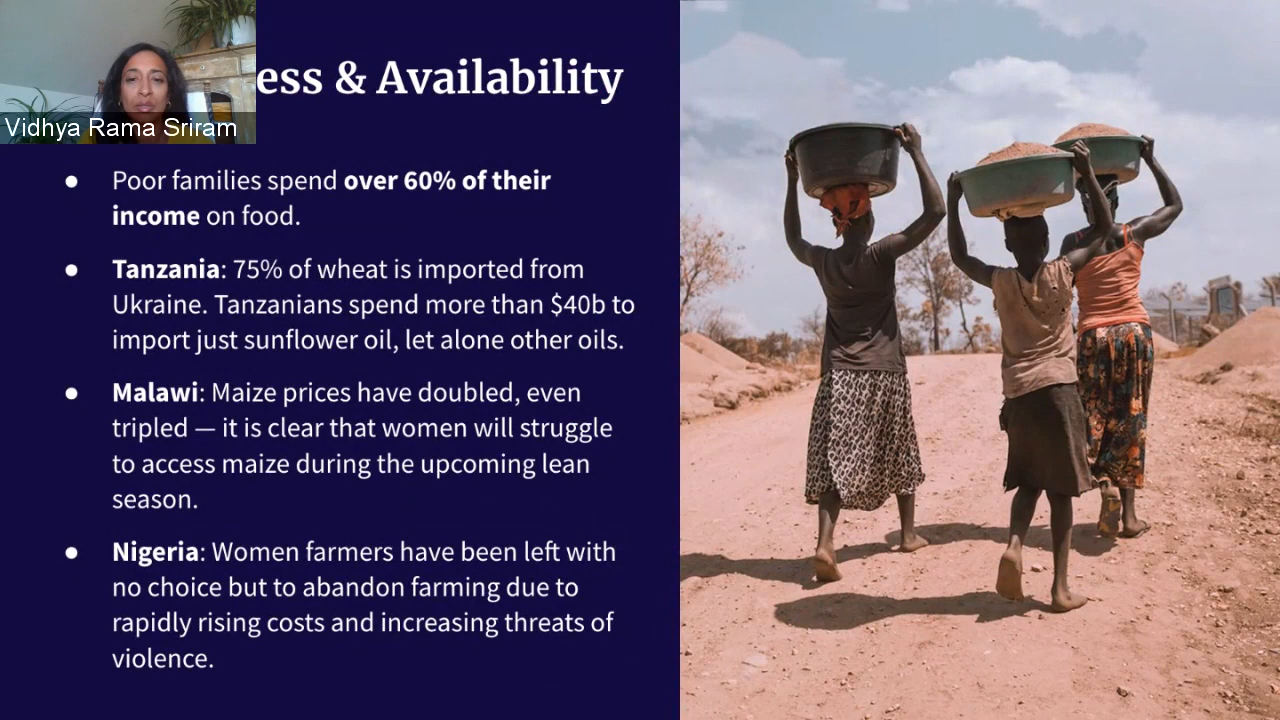 ess & Availability
Vidhya Rama Sriram
● Poor families spend over 60% of their
income on food.
● Tanzania: 75% of wheat is imported from
Ukraine. Tanzanians spend more than $40b to
import just sunflower oil, let alone other oils.
● Malawi: Maize prices have doubled, even
tripled — it is clear that women will struggle
to access maize during the upcoming lean
season.
● Nigeria: Women farmers have been left with
no choice but to abandon farming due to
rapidly rising costs and increasing threats of
violence.